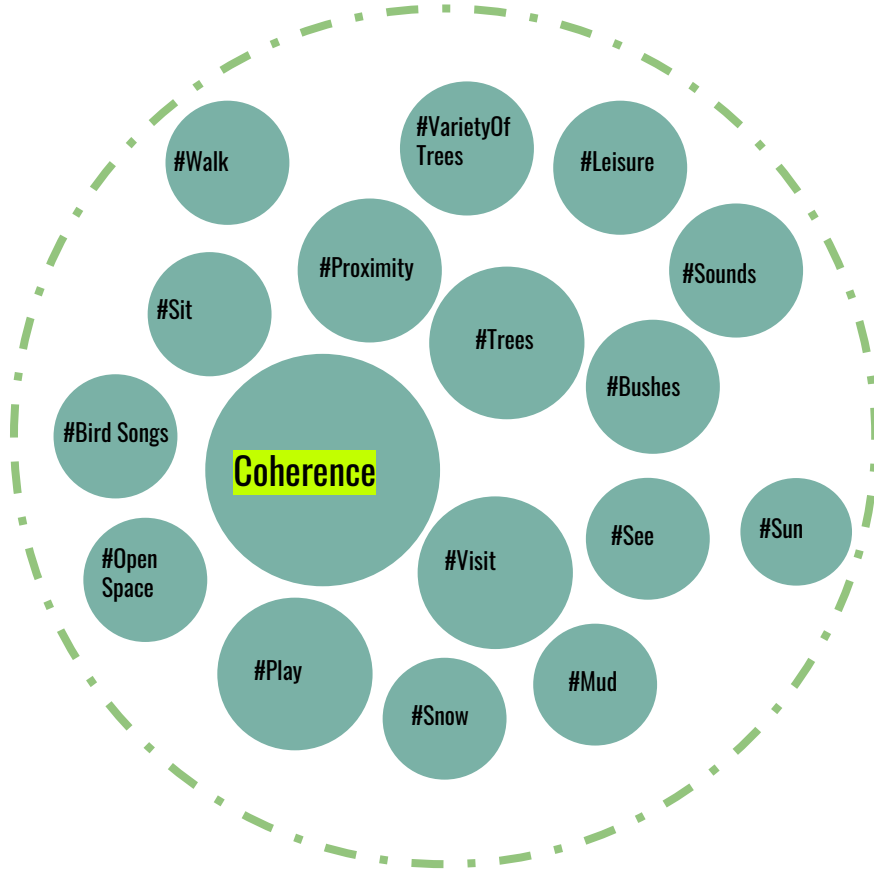 #VarietyOf
Trees
#Walk
#Leisure
#Proximity
#Sounds
#Sit
#Trees
#Bushes
#Bird Songs
Coherence
#See
#Sun
#Open
Space
#Visit
#Play
#Mud
#Snow